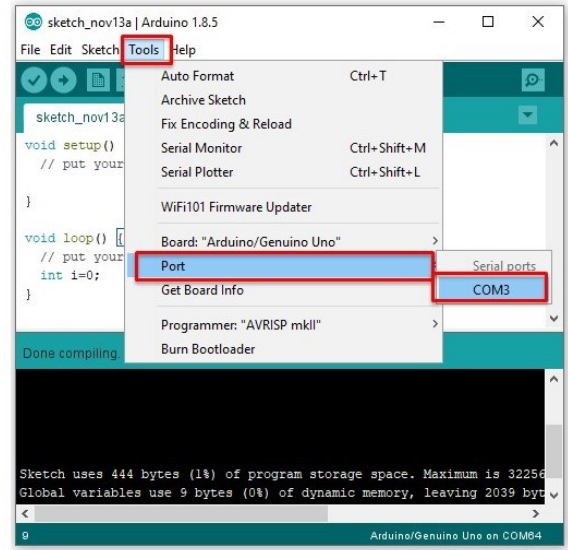 sketch_nov13a | Arduino 1.8.5
File Edit Sketch Tools Help
sketch_nov13a
Auto Format Ctrl+T
Archive Sketch
Fix Encoding & Reload
Serial Monitor Ctrl+Shift+M
Serial Plotter Ctrl+Shift+L
WiFi101 Firmware Updater
Board: "Arduino/Genuino Uno"
Port
Serial ports
COM3
Get Board Info
Programmer: "AVRISP mkII"
Burn Bootloader
void setup()
// put your
}
void loop() {
// put your
int i=0;
}
Done compiling.
Sketch uses 444 bytes (1%) of program storage space. Maximum is 32256
Global variables use 9 bytes (0%) of dynamic memory, leaving 2039 byt
9 Arduino/Genuino Uno on COM64